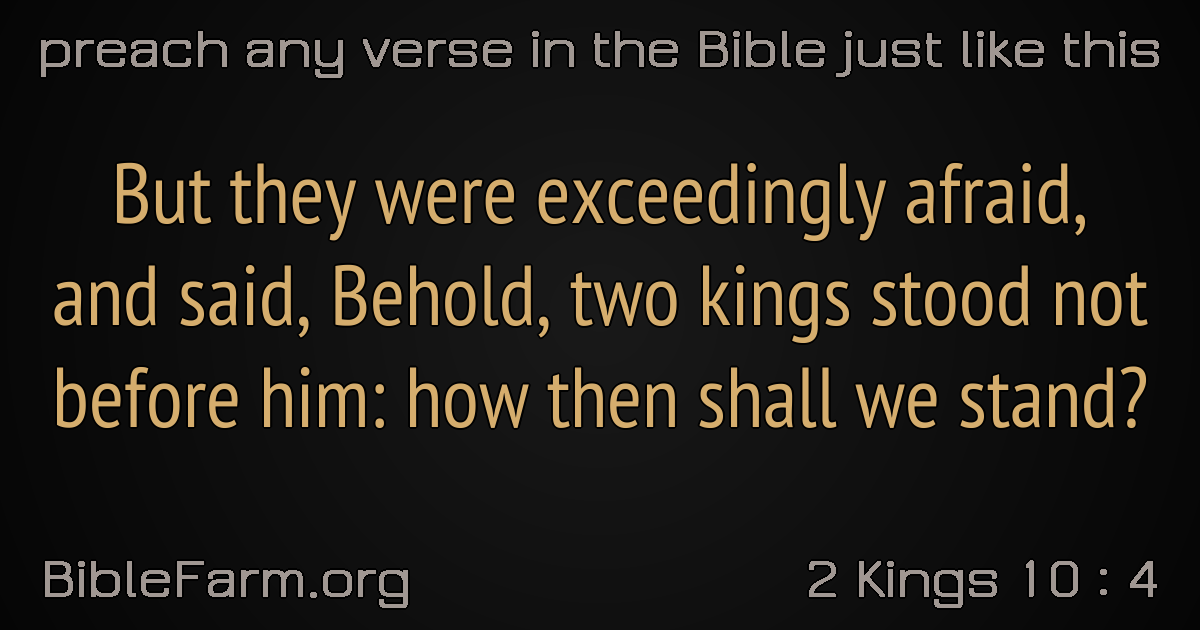 preach any verse in the Bible just like this
But they were exceedingly afraid,
and said, Behold, two kings stood not
before him: how then shall we stand?
BibleFarm.org
2 Kings 10 : 4